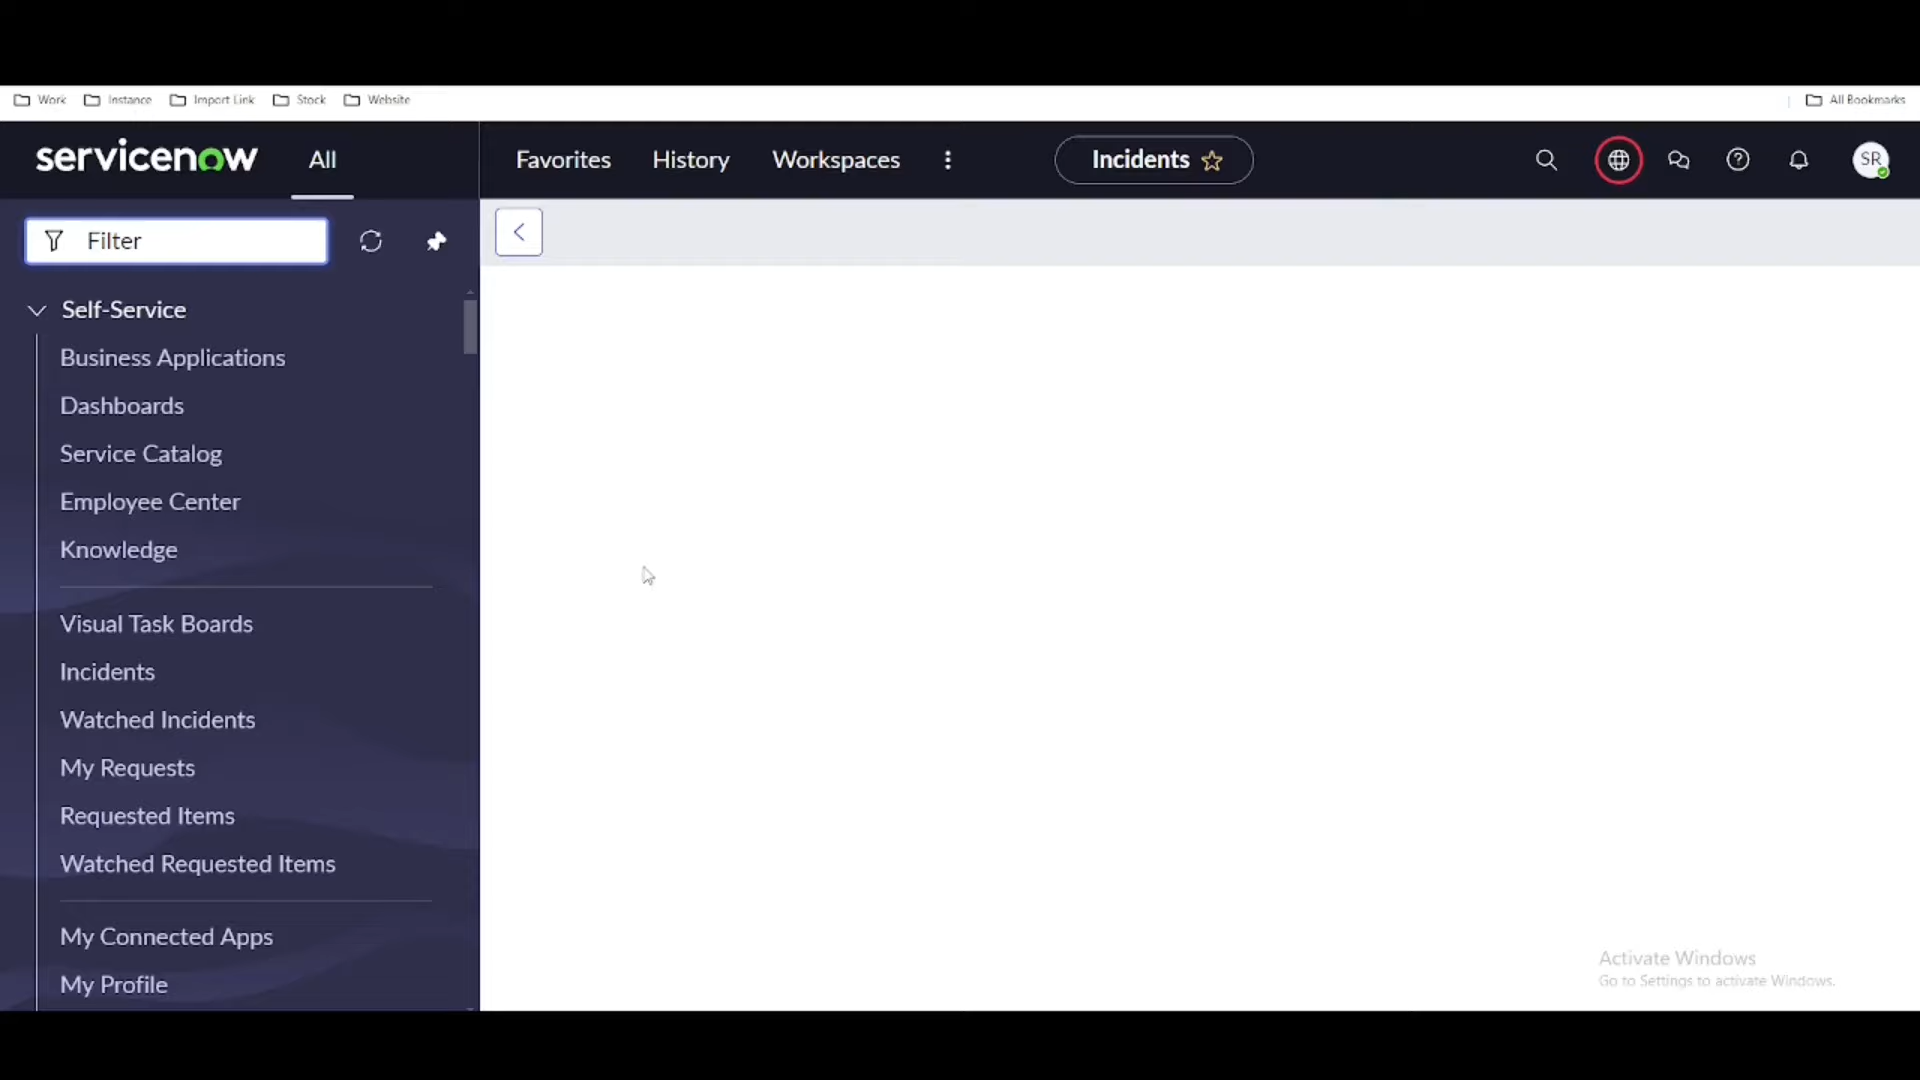 Work Instance Import Link Stock Website All Bookmarks
servicenow All Favorites History Workspaces Incidents SR
Filter
Self-Service
Business Applications
Dashboards
Service Catalog
Employee Center
Knowledge
Visual Task Boards
Incidents
Watched Incidents
My Requests
Requested Items
Watched Requested Items
My Connected Apps
My Profile
Activate Windows
Go to Settings to activate Windows.